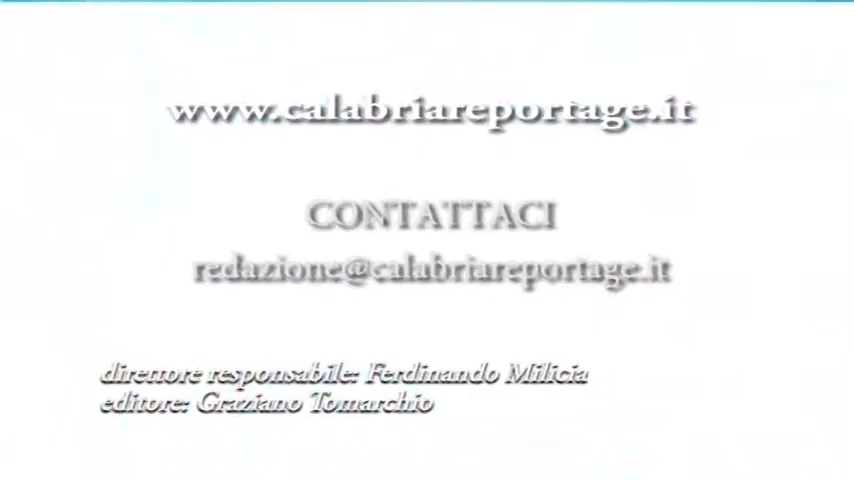 www.calabriareportage.it
CONTATTACI
redazione@calabriareportage.it
direttore responsabile: Ferdinando Milicia
editore: Graziano Tomarchio